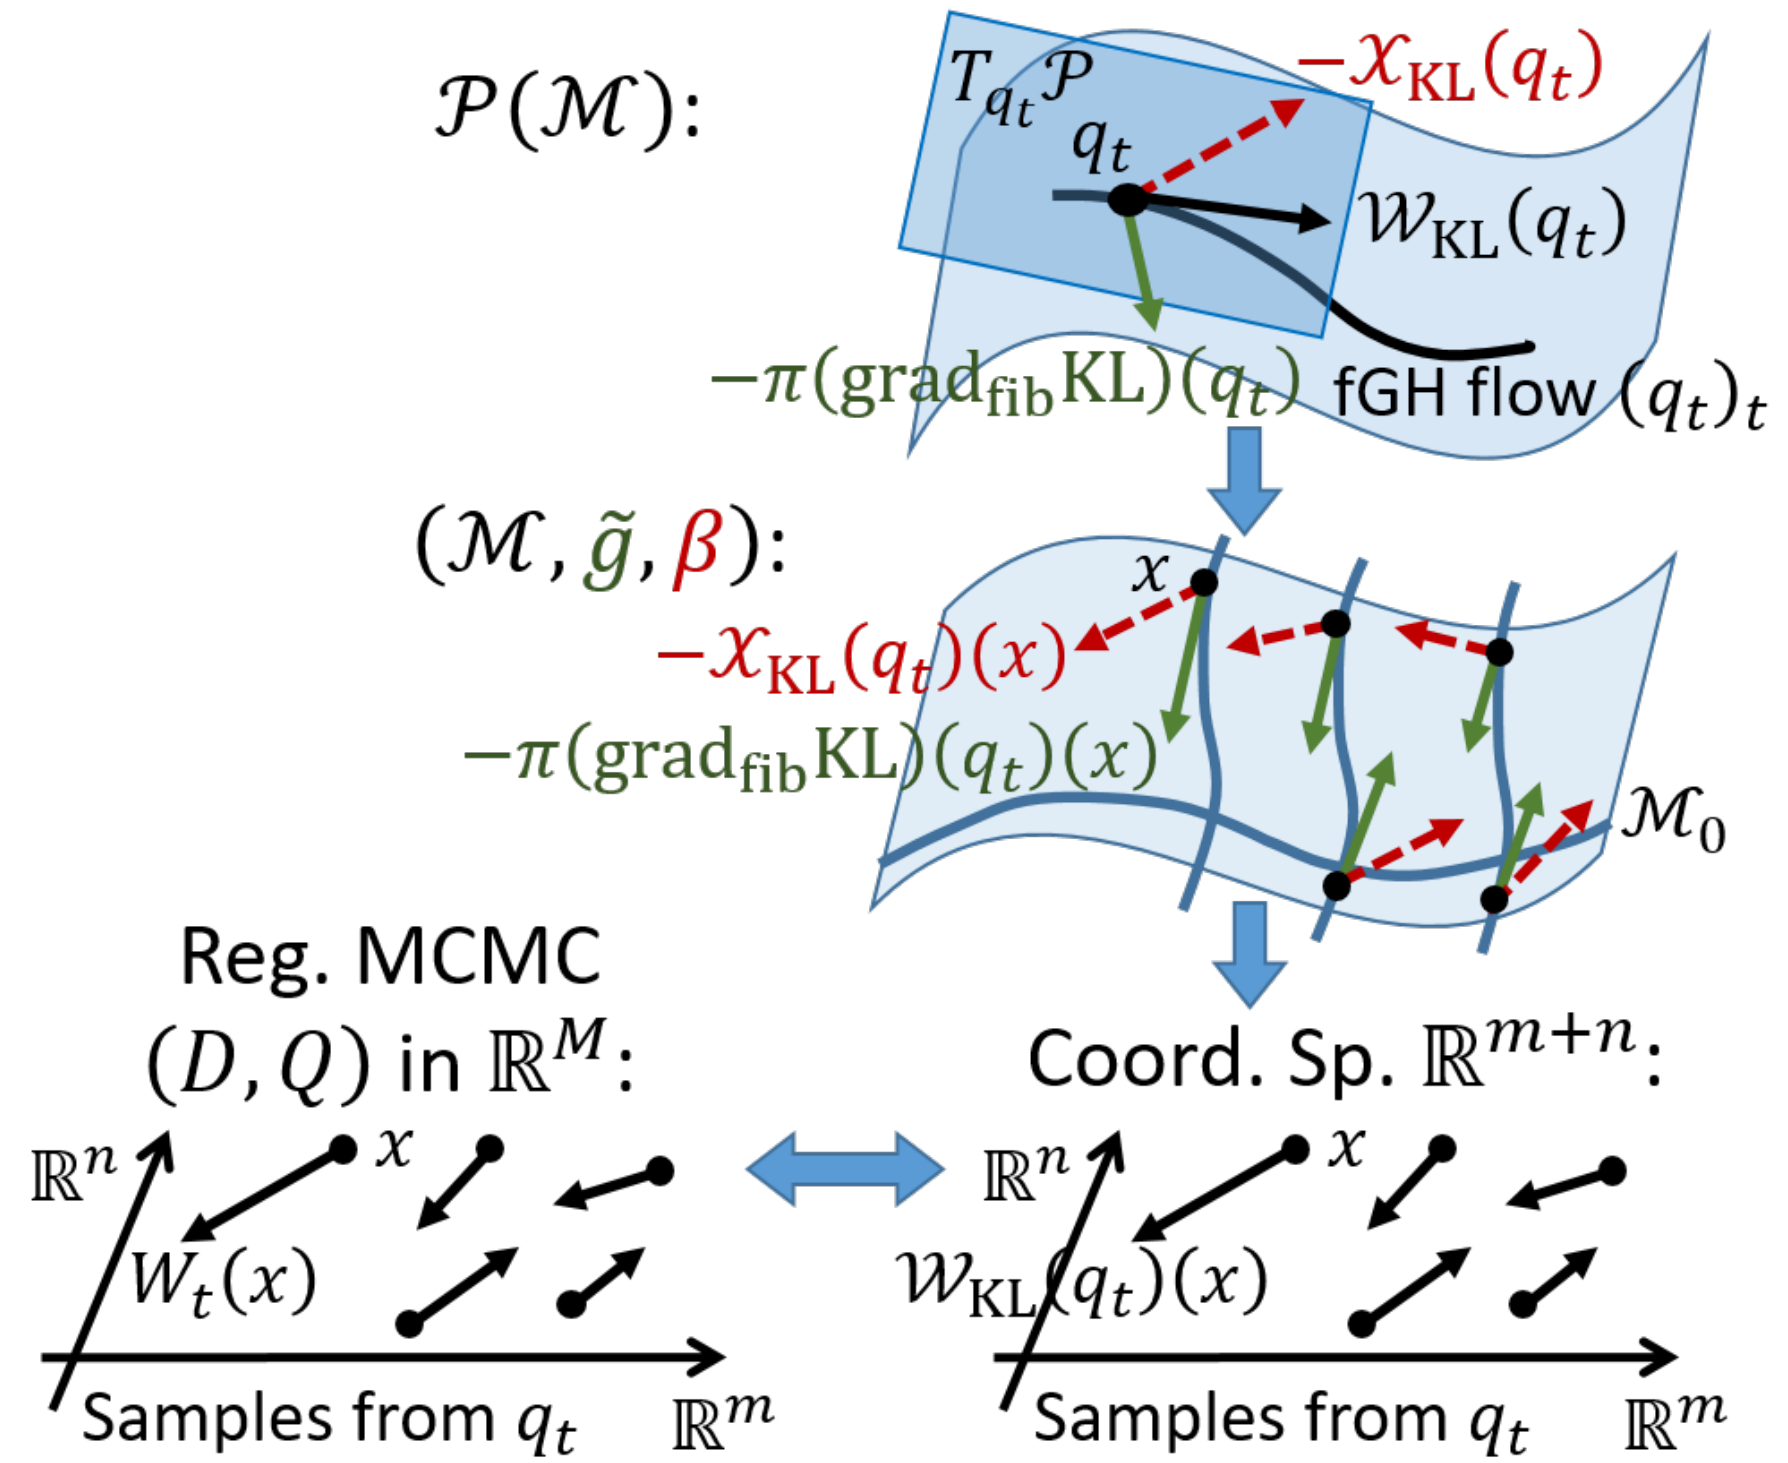 𝒫(ℳ):
T_{q_t}𝒫
−𝒳_KL(q_t)
q_t
𝒲_KL(q_t)
−π(grad_fib KL)(q_t)
fGH flow (q_t)_t
(ℳ, g̃, β):
x
−𝒳_KL(q_t)(x)
−π(grad_fib KL)(q_t)(x)
ℳ_0
Reg. MCMC
(D, Q) in ℝ^M:
ℝ^n
x
W_t(x)
Samples from q_t
ℝ^m
Coord. Sp. ℝ^{m+n}:
ℝ^n
x
𝒲_KL(q_t)(x)
Samples from q_t
ℝ^m